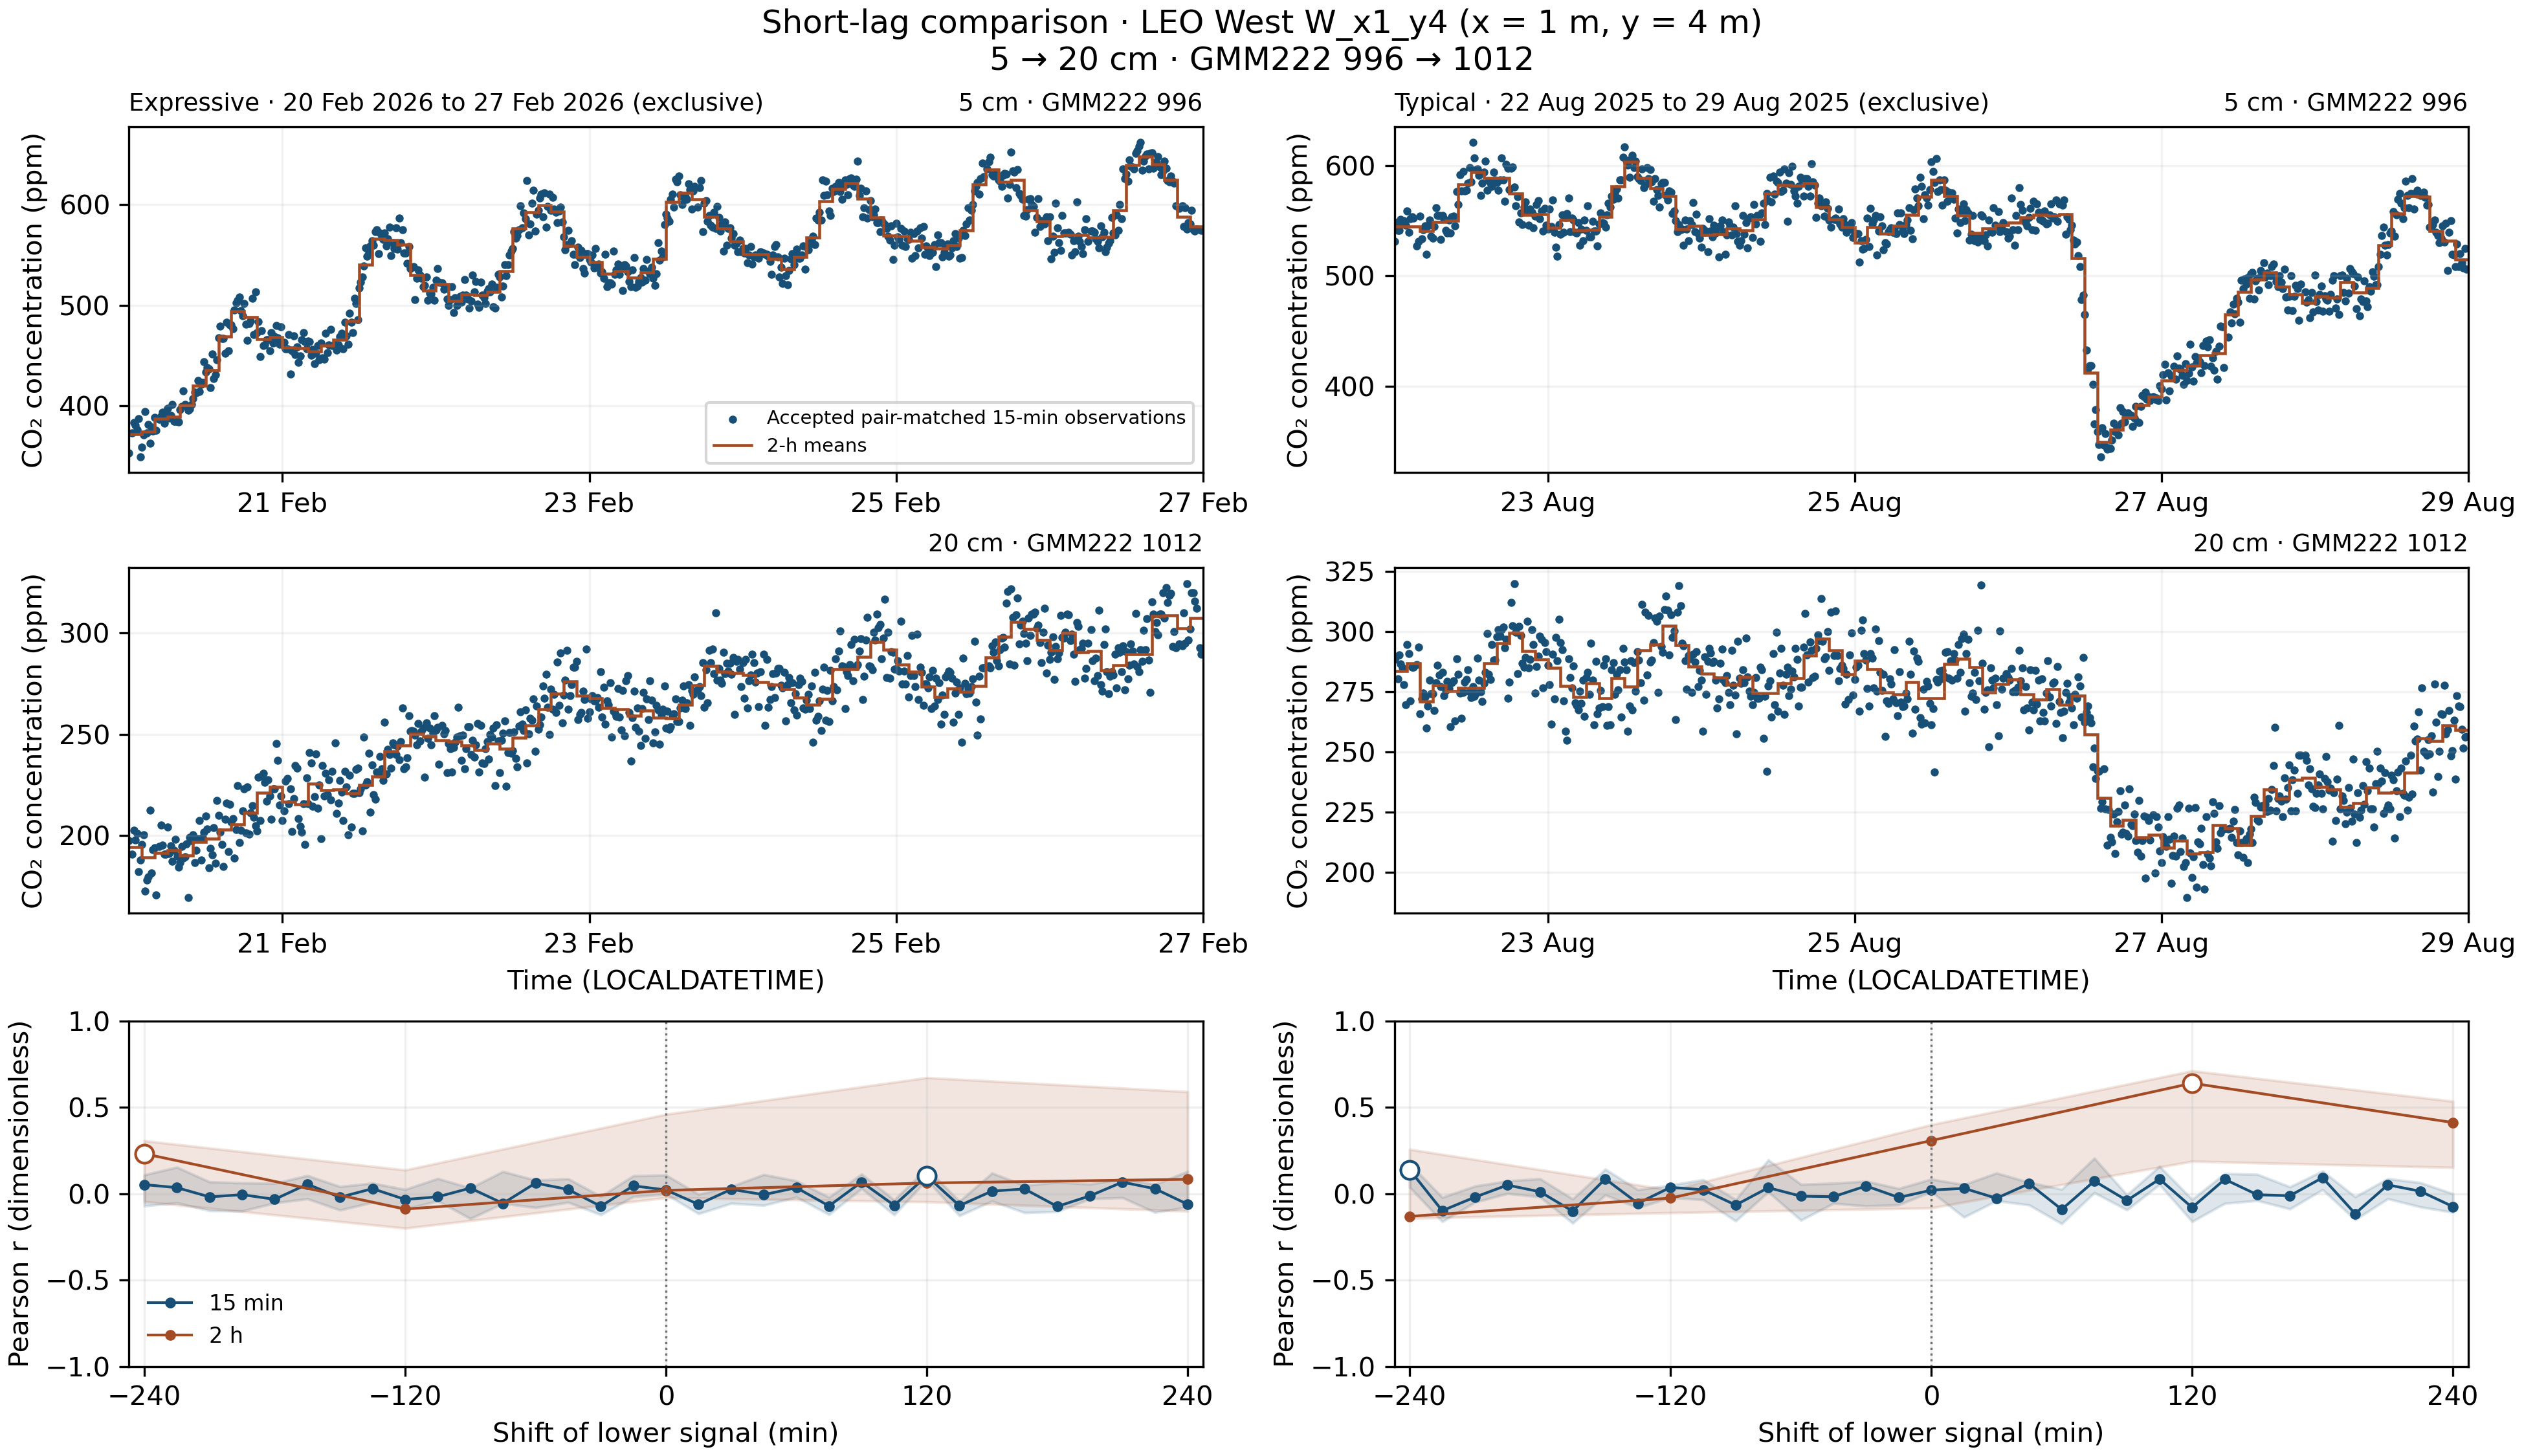 Short-lag comparison · LEO West W_x1_y4 (x = 1 m, y = 4 m)
5 → 20 cm · GMM222 996 → 1012
Expressive · 20 Feb 2026 to 27 Feb 2026 (exclusive)
5 cm · GMM222 996
CO₂ concentration (ppm)
600
500
400
Accepted pair-matched 15-min observations
2-h means
21 Feb
23 Feb
25 Feb
27 Feb
Typical · 22 Aug 2025 to 29 Aug 2025 (exclusive)
5 cm · GMM222 996
CO₂ concentration (ppm)
600
500
400
23 Aug
25 Aug
27 Aug
29 Aug
20 cm · GMM222 1012
CO₂ concentration (ppm)
300
250
200
21 Feb
23 Feb
25 Feb
27 Feb
Time (LOCALDATETIME)
20 cm · GMM222 1012
CO₂ concentration (ppm)
325
300
275
250
225
200
23 Aug
25 Aug
27 Aug
29 Aug
Time (LOCALDATETIME)
Pearson r (dimensionless)
1.0
0.5
0.0
−0.5
−1.0
15 min
2 h
−240
−120
0
120
240
Shift of lower signal (min)
Pearson r (dimensionless)
1.0
0.5
0.0
−0.5
−1.0
−240
−120
0
120
240
Shift of lower signal (min)